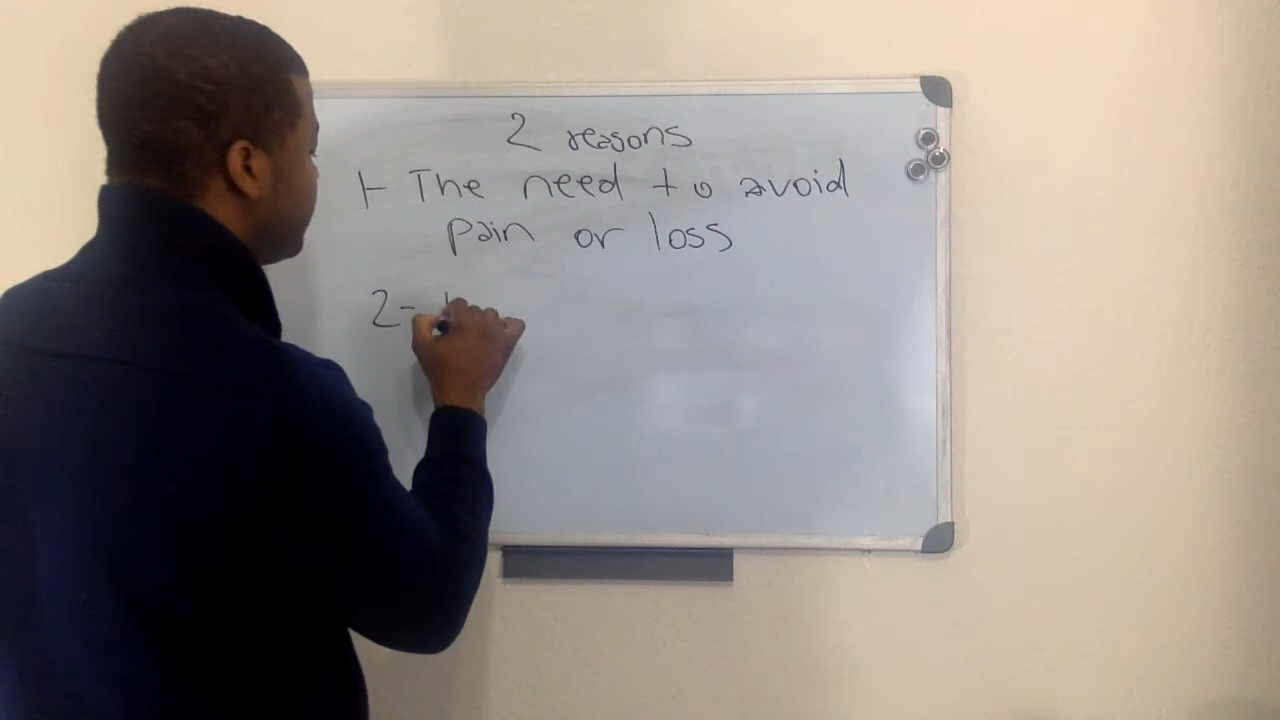 2 reasons
1- The need to avoid
pain or loss
2-